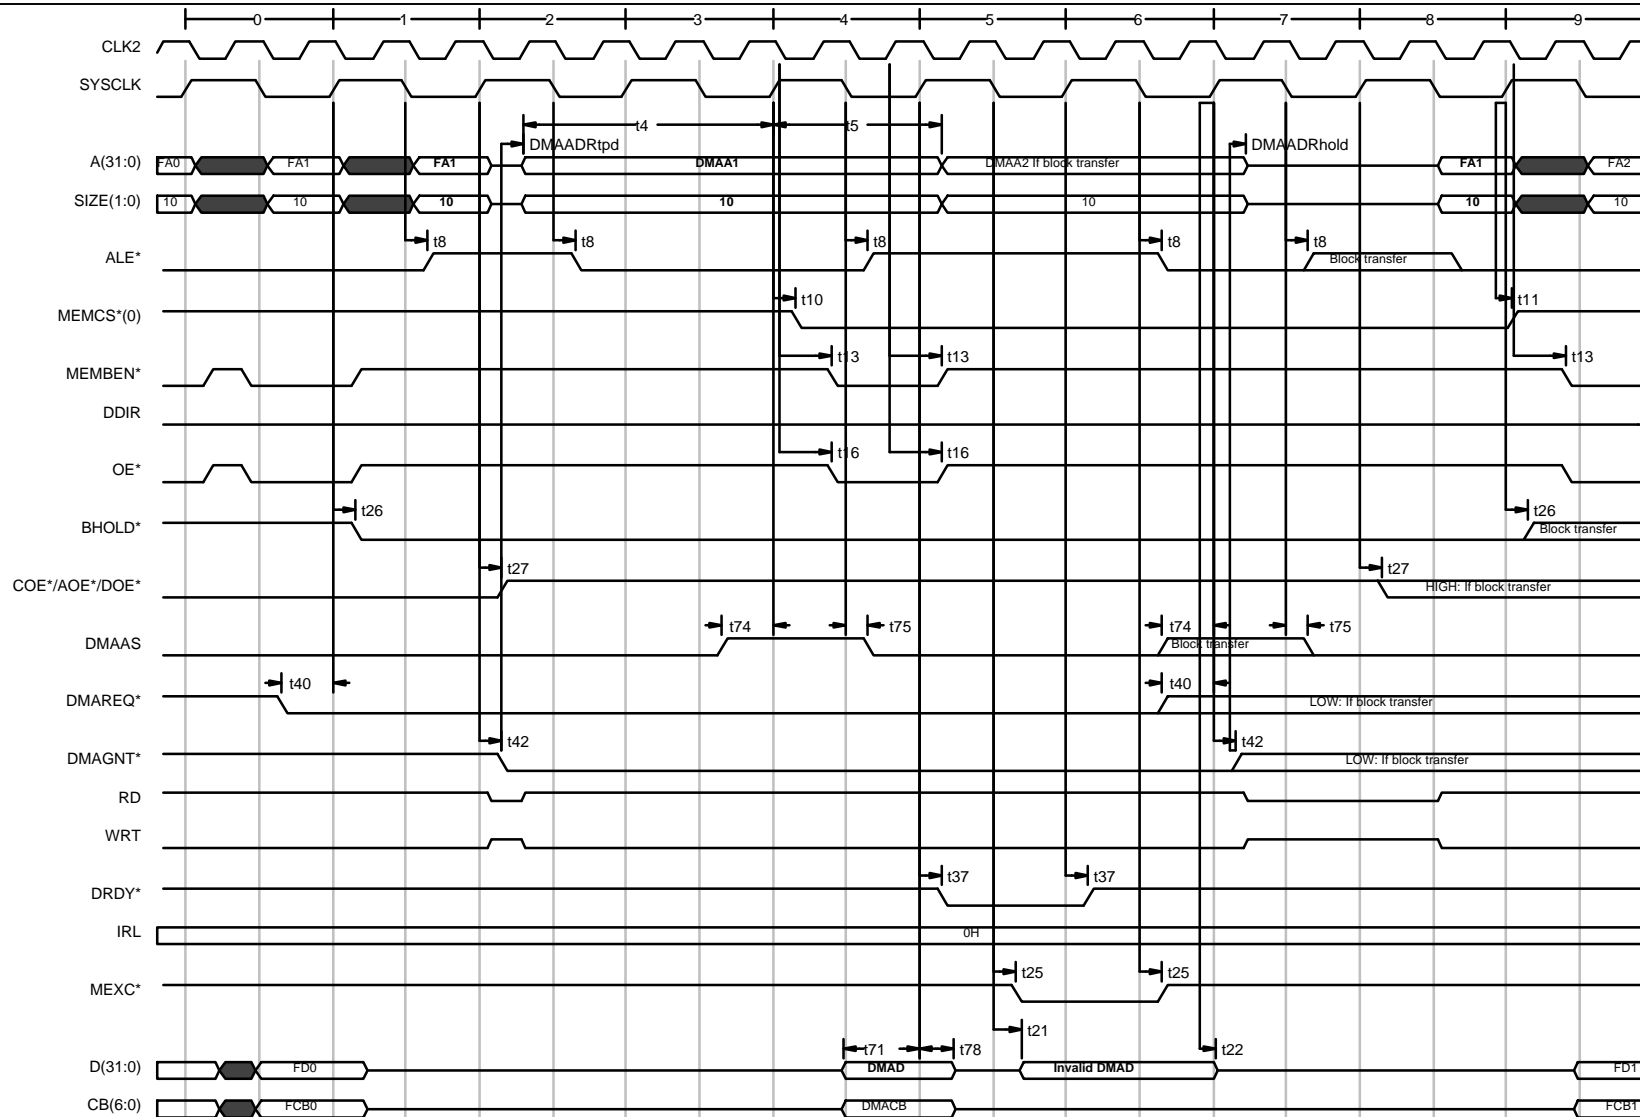 0 1 2 3 4 5 6 7 8 9
CLK2
SYSCLK
t4 t5
DMAADRtpd DMAADRhold
A(31:0) FA0 FA1 FA1 DMAA1 DMAA2 If block transfer FA1 FA2
SIZE(1:0) 10 10 10 10 10 10 10
t8 t8 t8 t8 t8
ALE* Block transfer
t10 t11
MEMCS*(0)
t13 t13 t13
MEMBEN*
DDIR
t16 t16
OE*
t26 t26
BHOLD* Block transfer
t27 t27
COE*/AOE*/DOE* HIGH: If block transfer
t74 t75 t74 t75
DMAAS Block transfer
t40 t40
DMAREQ* LOW: If block transfer
t42 t42
DMAGNT* LOW: If block transfer
RD
WRT
t37 t37
DRDY*
IRL 0H
t25 t25
MEXC*
t21
t71 t78 t22
D(31:0) FD0 DMAD Invalid DMAD FD1
CB(6:0) FCB0 DMACB FCB1